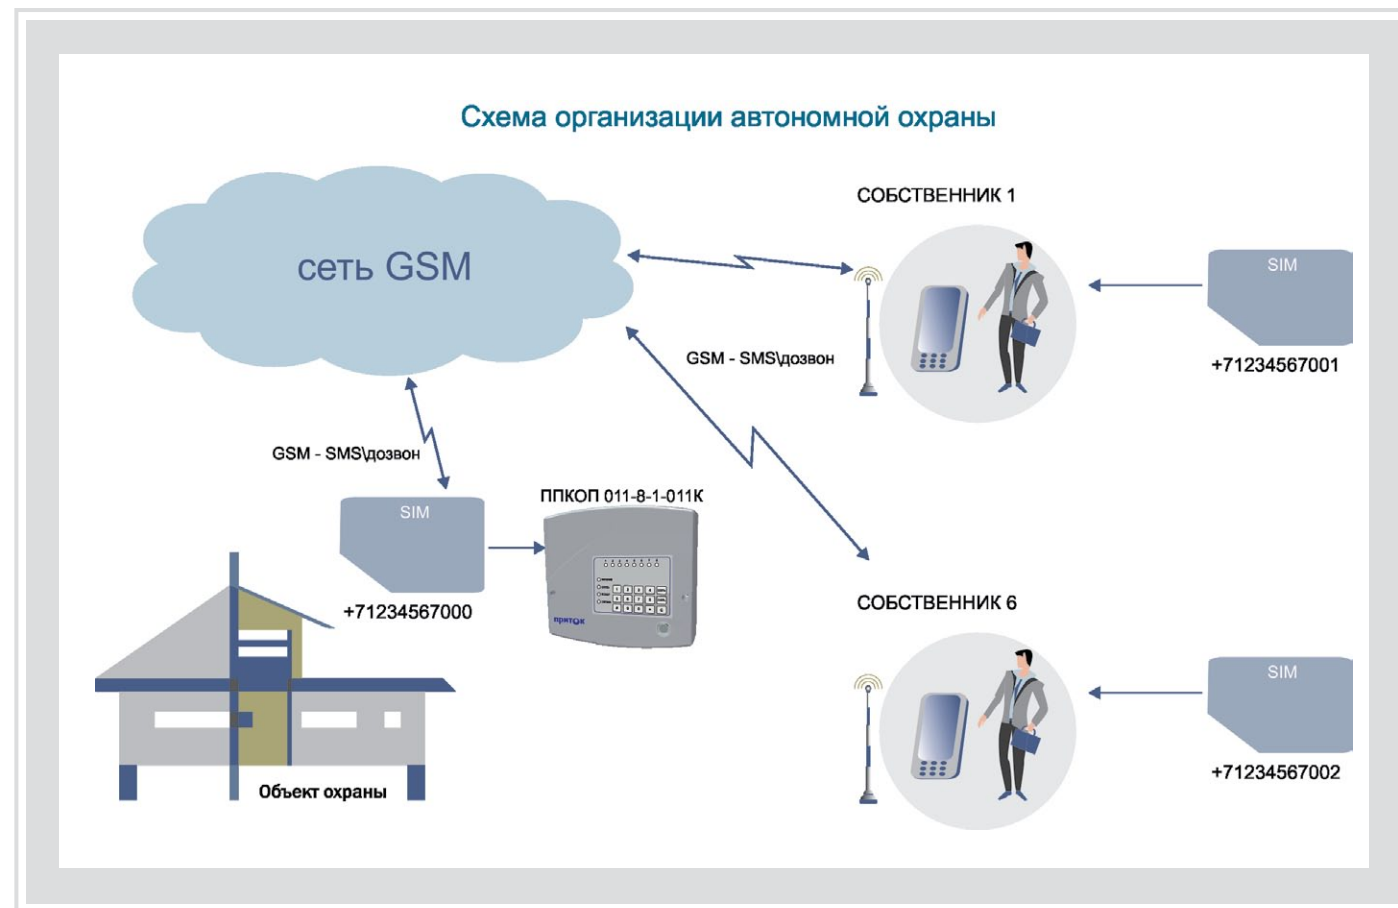 Схема организации автономной охраны
СОБСТВЕННИК 1
сеть GSM
SIM
GSM - SMS\дозвон
+71234567001
GSM - SMS\дозвон
ППКОП 011-8-1-011К
SIM
СОБСТВЕННИК 6
+71234567000
приток
SIM
+71234567002
Объект охраны